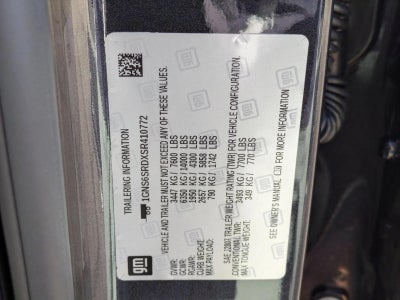 TRAILERING INFORMATION
1GNS6SRDXSR410772
VEHICLE AND TRAILER MUST NOT EXCEED ANY OF THESE VALUES.
GVWR: 3447 KG / 7600 LBS
GCWR: 6350 KG / 14000 LBS
RGAWR: 1950 KG / 4300 LBS
CURB WEIGHT: 2657 KG / 5858 LBS
MAX PAYLOAD: 790 KG / 1742 LBS
SAE J2807 TRAILER WEIGHT RATING (TWR) FOR VEHICLE CONFIGURATION.
CONVENTIONAL TWR: 3493 KG / 7700 LBS
MAX TONGUE WEIGHT: 349 KG / 770 LBS
SEE OWNER'S MANUAL FOR ADDITIONAL INFORMATION.
gm